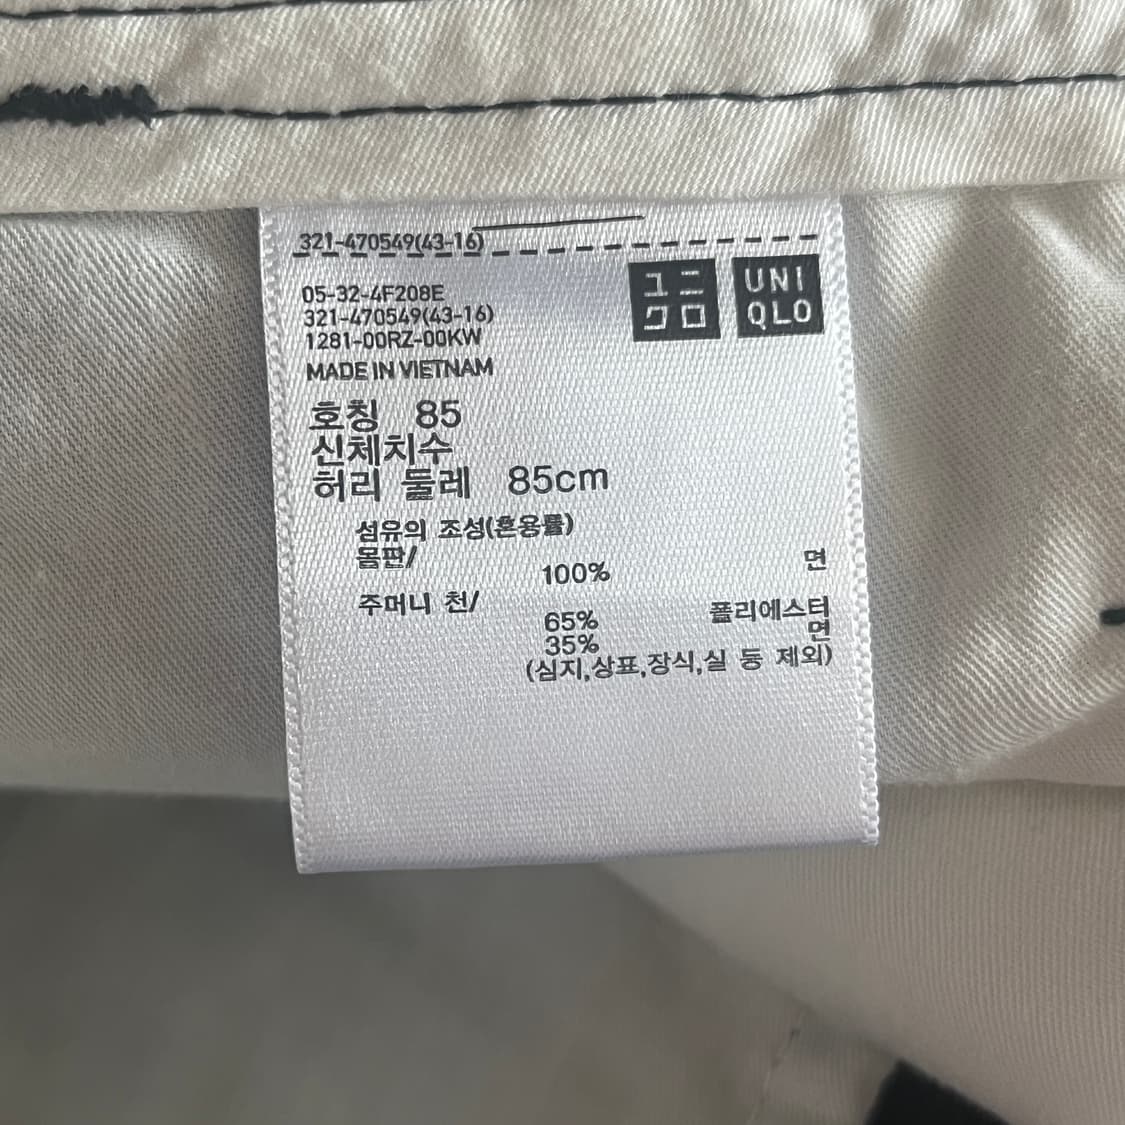 321-470549(43-16)
ユニ
クロ
UNI
QLO
05-32-4F208E
321-470549(43-16)
1281-00RZ-00KW
MADE IN VIETNAM
호칭 85
신체치수
허리 둘레 85cm
섬유의 조성(혼용률)
몸판/
100% 면
주머니 천/
65% 폴리에스터
35% 면
(심지,상표,장식,실 등 제외)